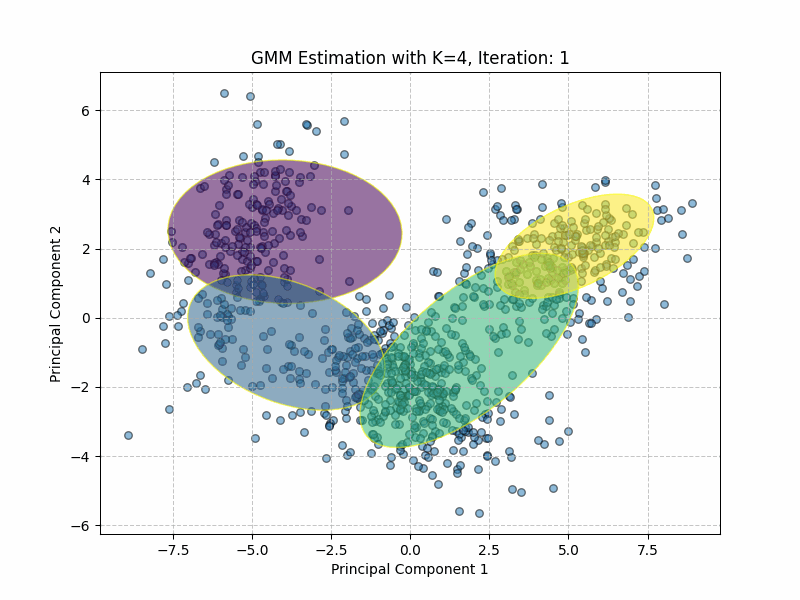 GMM Estimation with K=4, Iteration: 1
Principal Component 2
6
4
2
0
−2
−4
−6
−7.5 −5.0 −2.5 0.0 2.5 5.0 7.5
Principal Component 1